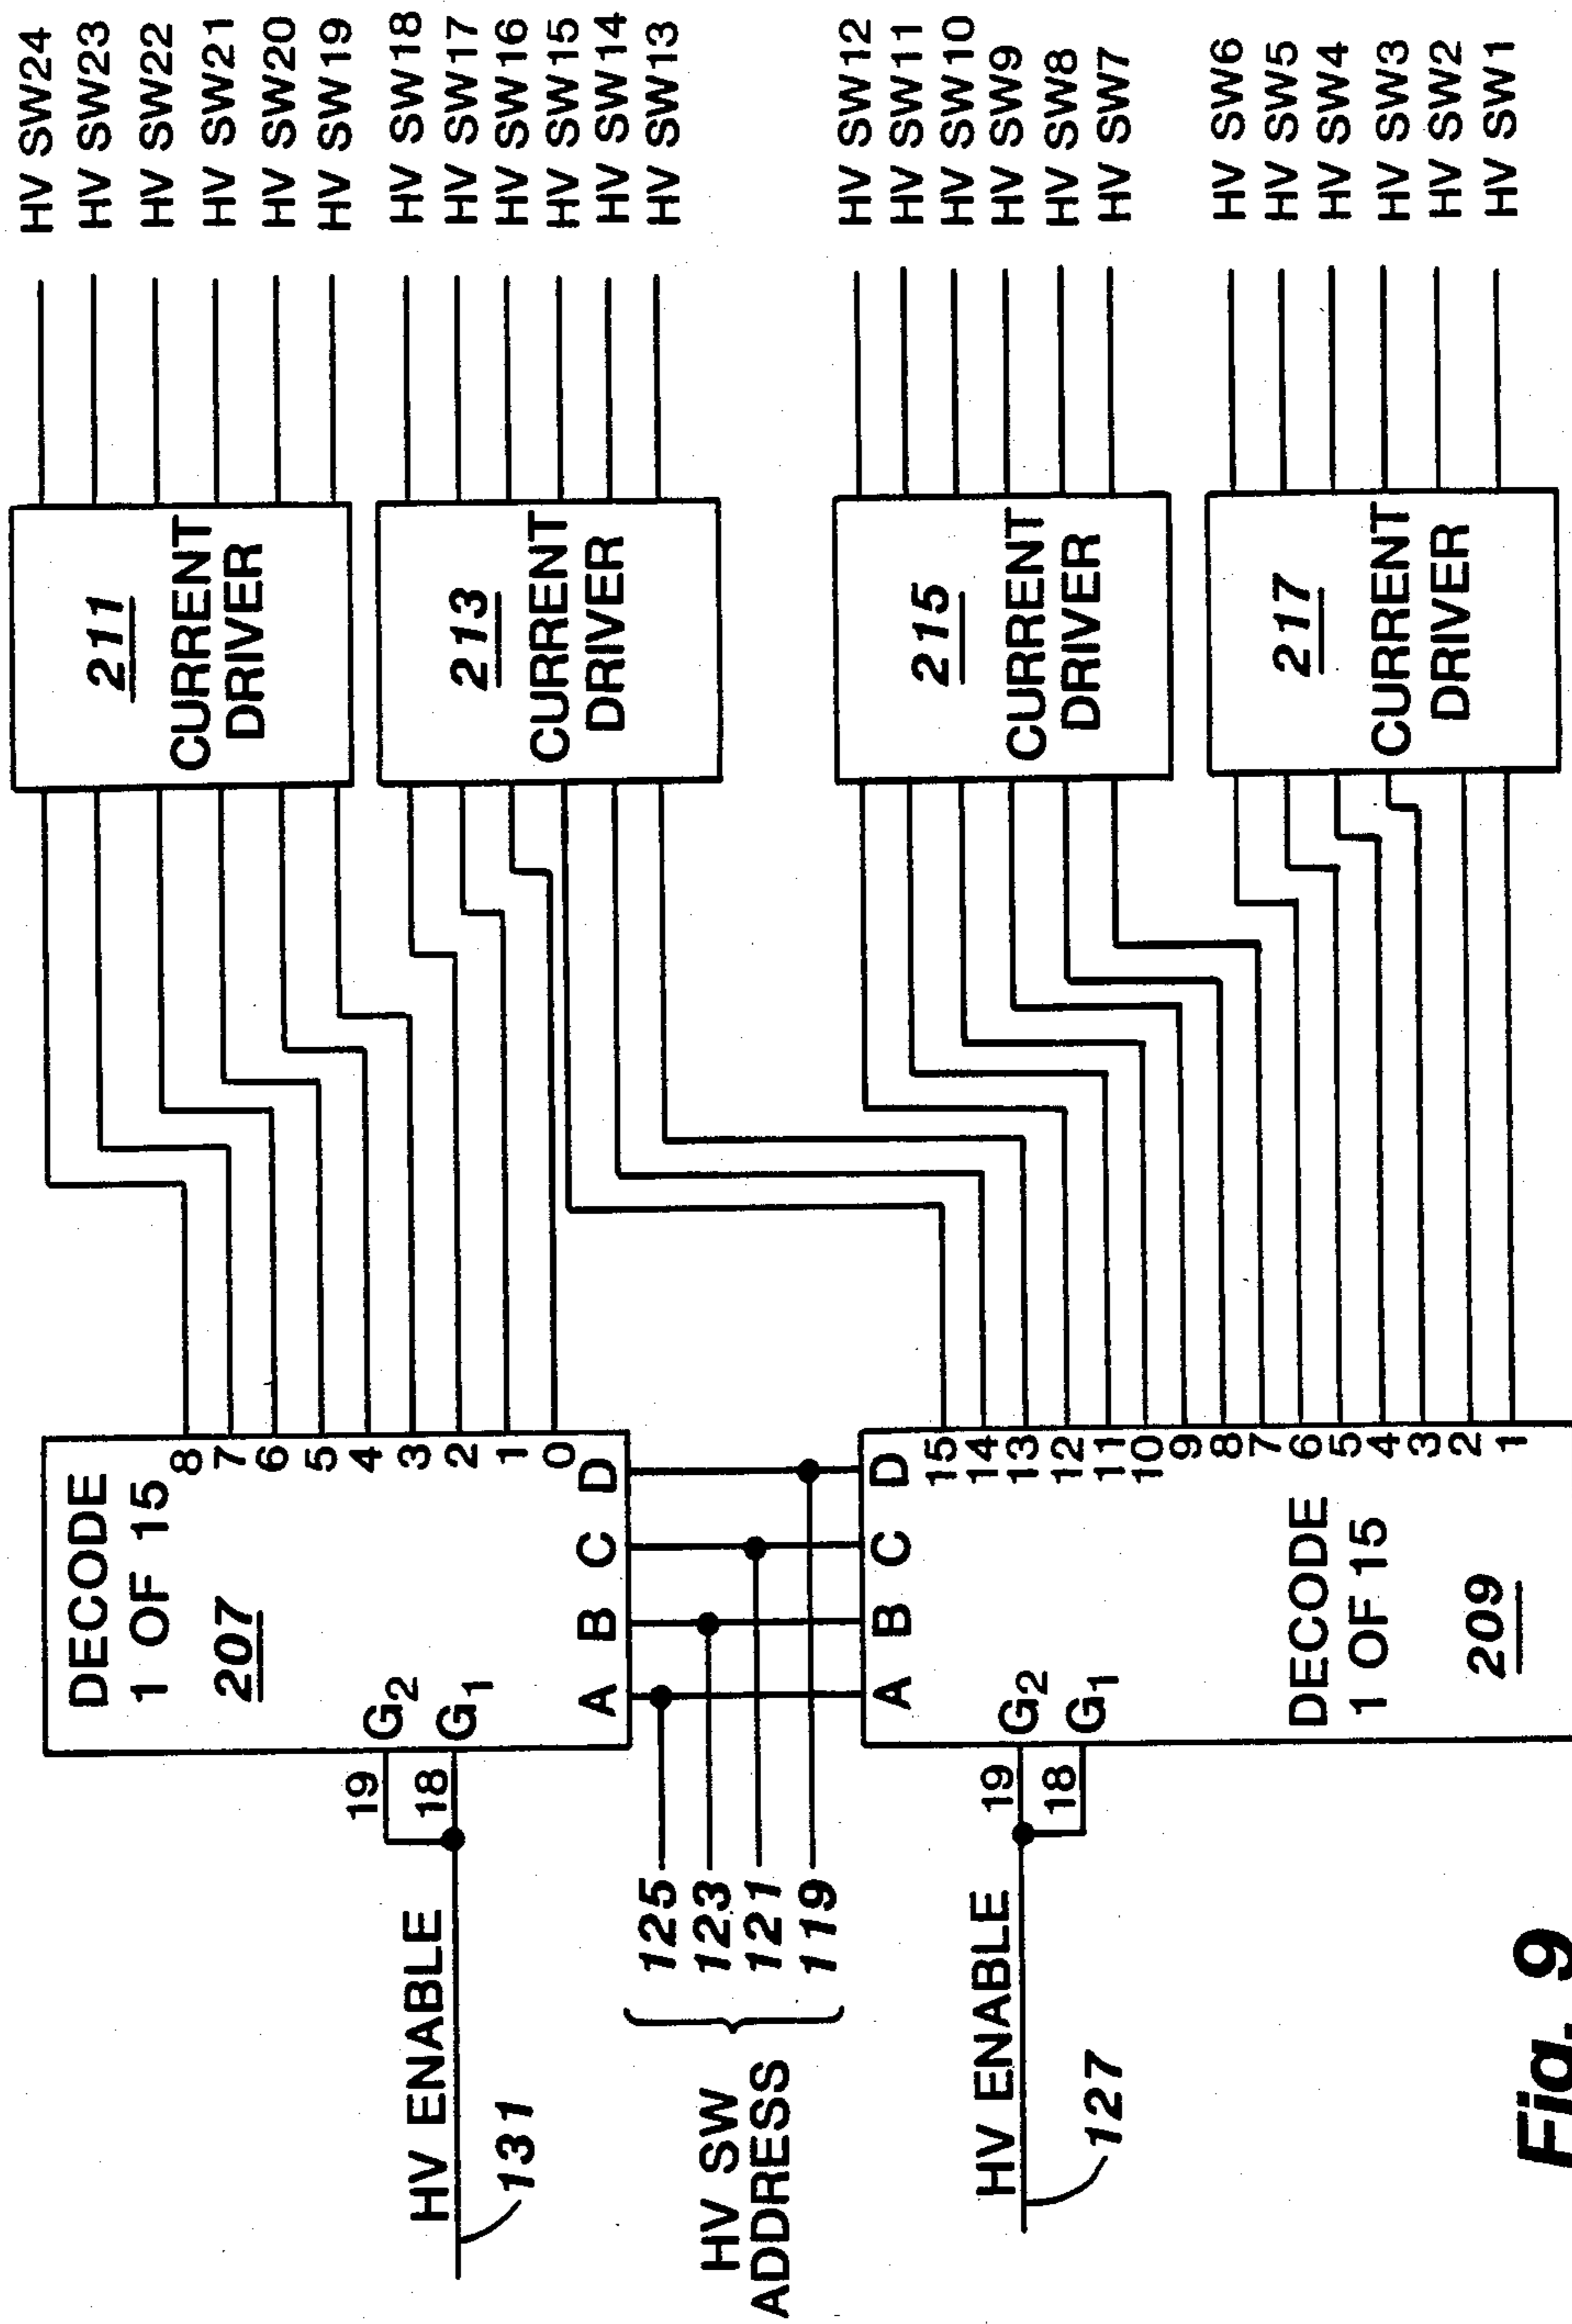 HV ENABLE
131
HV SW
ADDRESS
125
123
121
119
HV ENABLE
127
19
18
19
18
DECODE
1 OF 15
207
G2
G1
A
B
C
D
8
7
6
5
4
3
2
1
0
A
B
C
D
G2
G1
DECODE
1 OF 15
209
15
14
13
12
11
10
9
8
7
6
5
4
3
2
1
211
CURRENT
DRIVER
213
CURRENT
DRIVER
215
CURRENT
DRIVER
217
CURRENT
DRIVER
HV SW24
HV SW23
HV SW22
HV SW21
HV SW20
HV SW19
HV SW18
HV SW17
HV SW16
HV SW15
HV SW14
HV SW13
HV SW12
HV SW11
HV SW10
HV SW9
HV SW8
HV SW7
HV SW6
HV SW5
HV SW4
HV SW3
HV SW2
HV SW1
Fig. 9